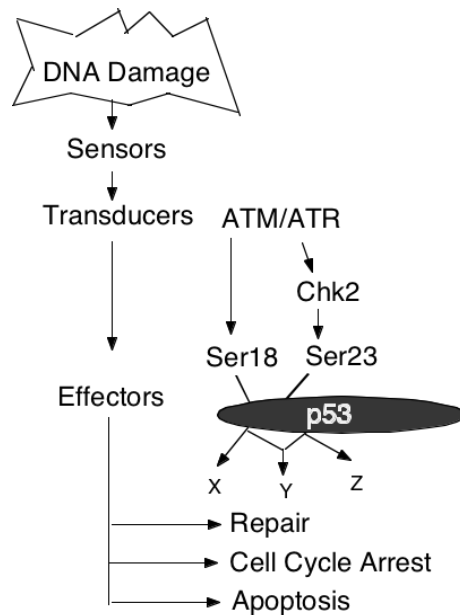 DNA Damage
Sensors
Transducers ATM/ATR
Chk2
Ser18 Ser23
Effectors
p53
X Y Z
Repair
Cell Cycle Arrest
Apoptosis